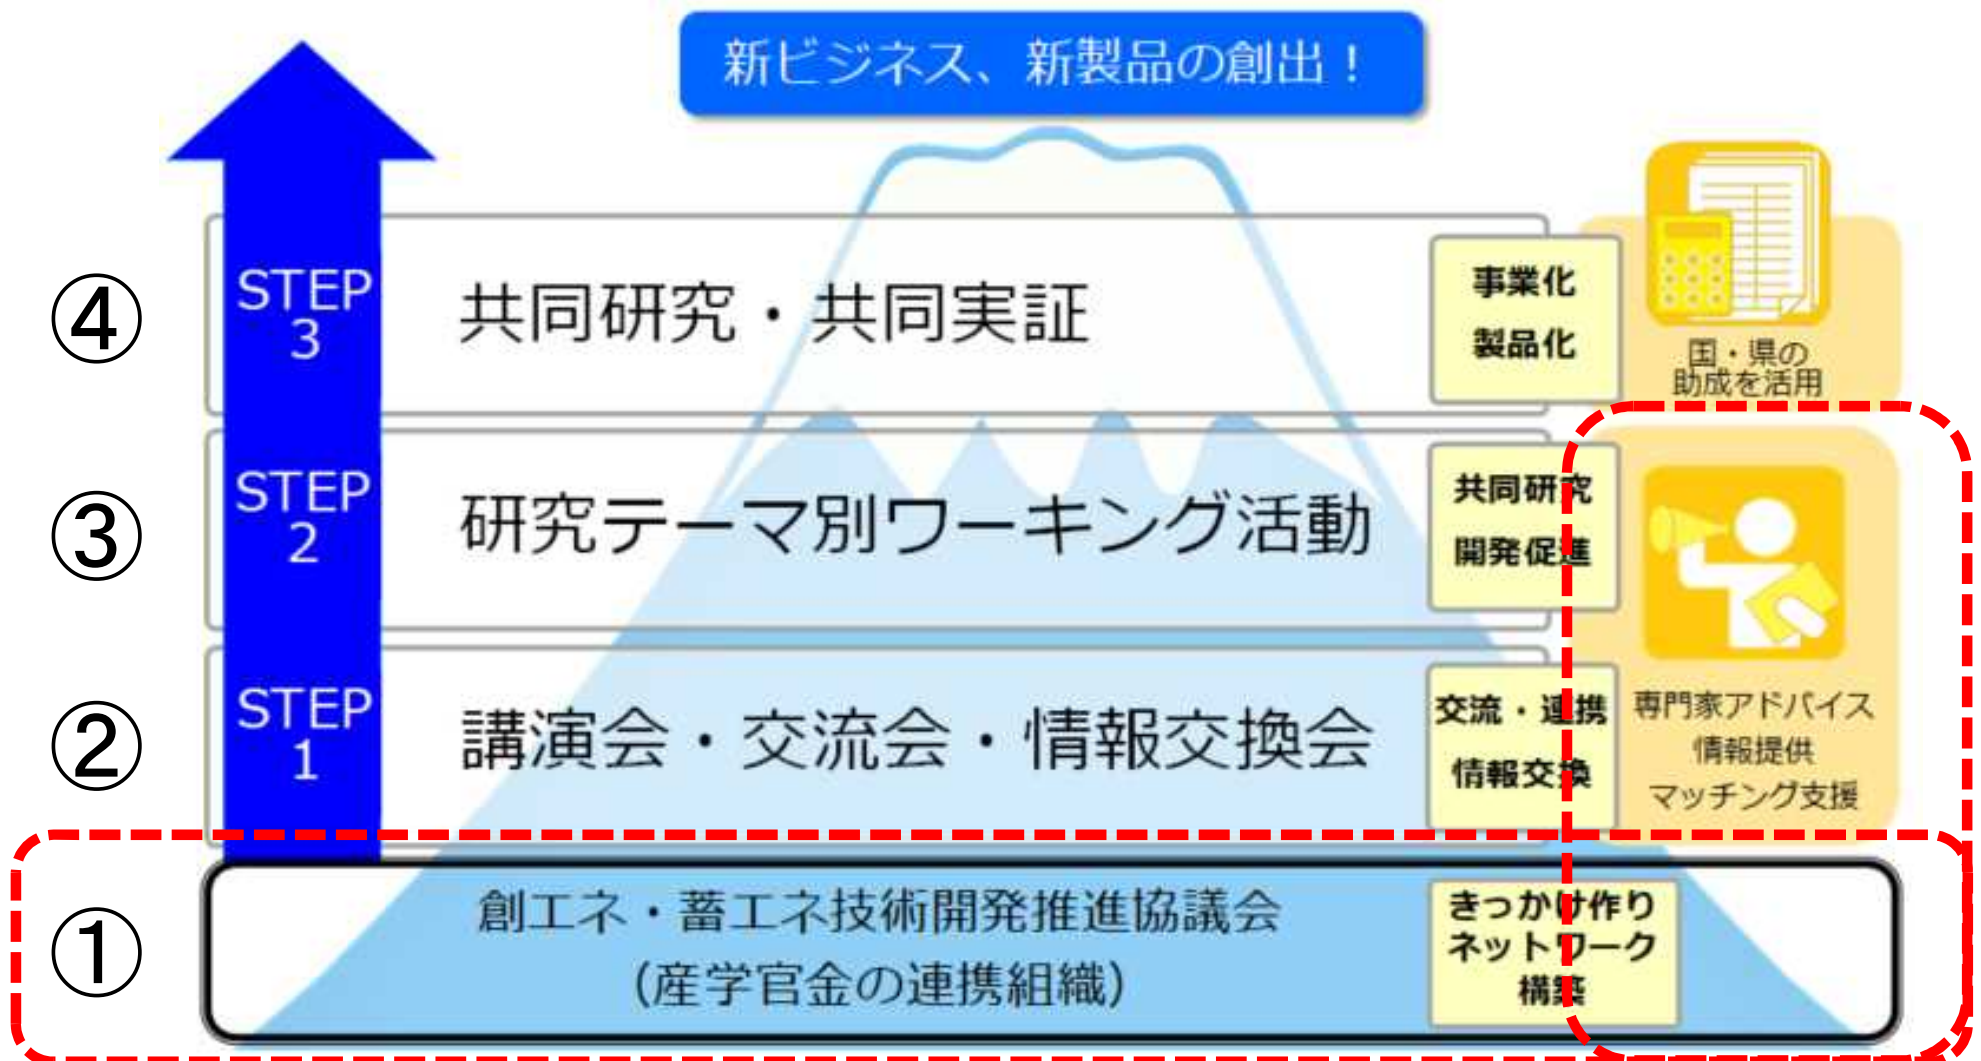 新ビジネス、新製品の創出！
④
STEP
3
共同研究・共同実証
事業化
製品化
国・県の
助成を活用
③
STEP
2
研究テーマ別ワーキング活動
共同研究
開発促進
②
STEP
1
講演会・交流会・情報交換会
交流・連携
情報交換
専門家アドバイス
情報提供
マッチング支援
①
創エネ・蓄エネ技術開発推進協議会
（産学官金の連携組織）
きっかけ作り
ネットワーク
構築